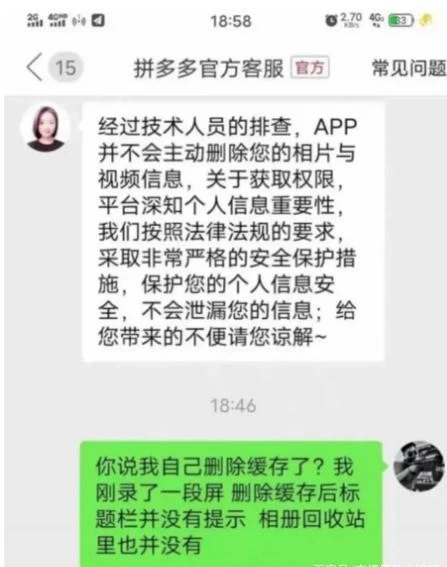 2G 4GHD 18:58 2.70 KB/s 4G 33
15 拼多多官方客服 官方 常见问题
经过技术人员的排查，APP
并不会主动删除您的相片与
视频信息，关于获取权限，
平台深知个人信息重要性，
我们按照法律法规的要求，
采取非常严格的安全保护措
施，保护您的个人信息安
全，不会泄漏您的信息；给
您带来的不便请您谅解~
18:46
你说我自己删除缓存了？我
刚录了一段屏 删除缓存后标
题栏并没有提示 相册回收站
里也并没有